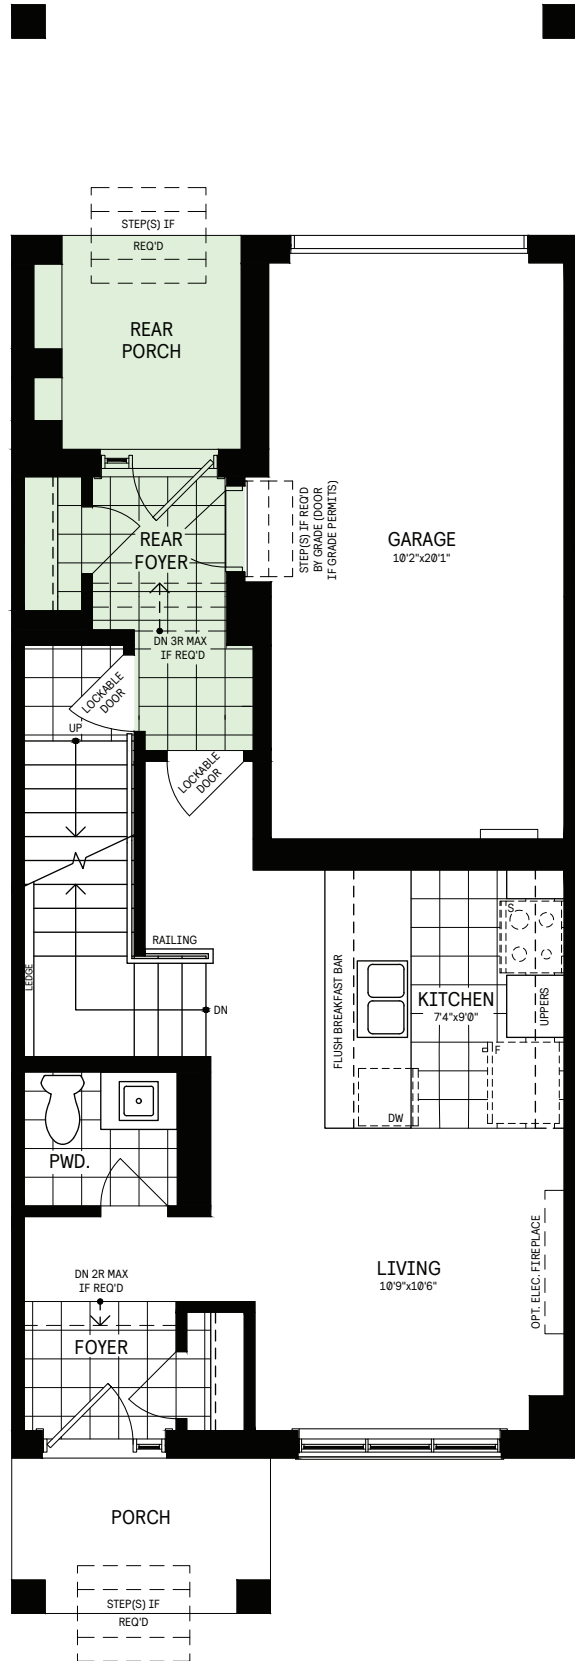 STEP(S) IF
REQ'D
REAR
PORCH
REAR
FOYER
STEP(S) IF REQ'D
BY GRADE (DOOR
IF GRADE PERMITS)
GARAGE
10'2"x20'1"
DN 3R MAX
IF REQ'D
LOCKABLE
DOOR
UP
LOCKABLE
DOOR
RAILING
LEDGE
DN
FLUSH BREAKFAST BAR
S
KITCHEN
7'4"x9'0"
UPPERS
F
DW
PWD.
LIVING
10'9"x10'6"
OPT. ELEC. FIREPLACE
DN 2R MAX
IF REQ'D
FOYER
PORCH
STEP(S) IF
REQ'D